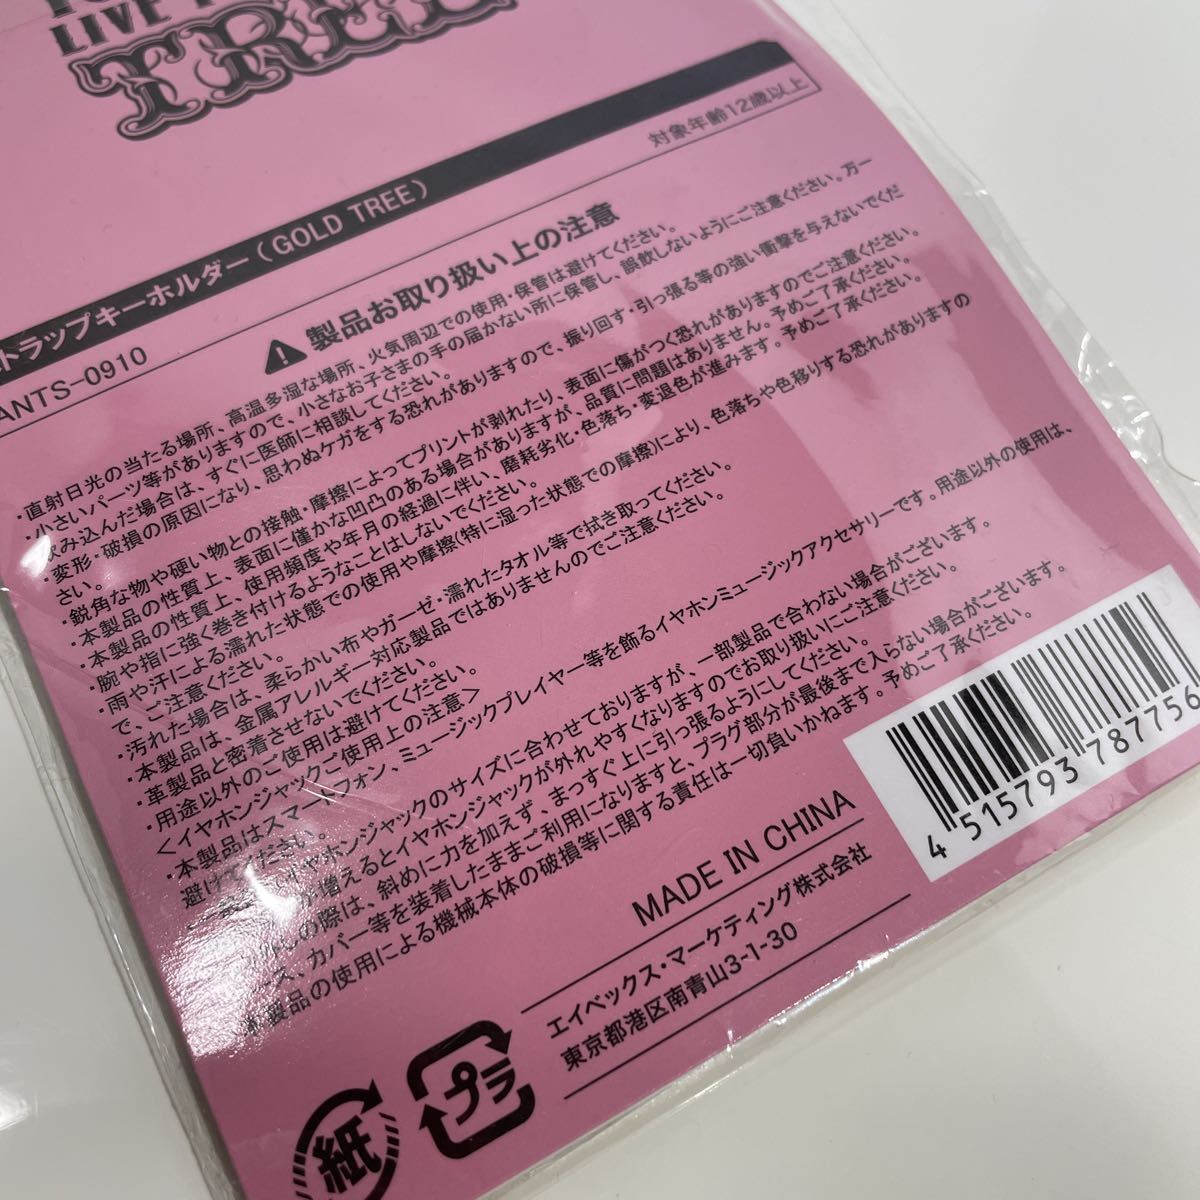 LIVE
TREE
トラップキーホルダー(GOLD TREE)
対象年齢12歳以上
ANTS-0910
製品お取り扱い上の注意
・直射日光の当たる場所、高温多湿な場所、火気周辺での使用・保管は避けてください。
・小さいパーツ等がありますので、小さなお子さまの手の届かない所に保管し、誤飲しないようにご注意ください。万一
飲み込んだ場合は、すぐに医師に相談してください。
・変形・破損の原因になり、思わぬケガをする恐れがありますので、振り回す・引っ張る等の強い衝撃を与えないでくだ
さい。
・鋭角な物や硬い物との接触・摩擦によってプリントが剥れたり、表面に傷がつく恐れがありますのでご注意ください。
・本製品の性質上、表面に僅かな凹凸のある場合がありますが、品質に問題はありません。予めご了承ください。
・本製品の性質上、使用頻度や年月の経過に伴い、磨耗劣化・色落ち・変退色が進みます。予めご了承ください。
・腕や指に強く巻き付けるようなことはしないでください。
・雨や汗による濡れた状態での使用や摩擦(特に湿った状態での摩擦)により、色落ちや色移りする恐れがありますの
で、ご注意ください。
・汚れた場合は、柔らかい布やガーゼ・濡れたタオル等で拭き取ってください。
・本製品は、金属アレルギー対応製品ではありませんのでご注意ください。
・革製品と密着させないでください。
・用途以外のご使用は避けてください。
<イヤホンジャックご使用上の注意>
・本製品はスマートフォン、ミュージックプレイヤー等を飾るイヤホンミュージックアクセサリーです。用途以外の使用は、
避けてください。
イヤホンジャックのサイズに合わせておりますが、一部製品で合わない場合がございます。
増えるとイヤホンジャックが外れやすくなりますのでお取り扱いにご注意ください。
の際は、斜めに力を加えず、まっすぐ上に引っ張るようにしてください。
ス、カバー等を装着したままご利用になりますと、プラグ部分が最後まで入らない場合がございます。
本製品の使用による機械本体の破損等に関する責任は一切負いかねます。予めご了承ください。
MADE IN CHINA
エイベックス・マーケティング株式会社
東京都港区南青山3-1-30
4 515793 787756
プラ
紙